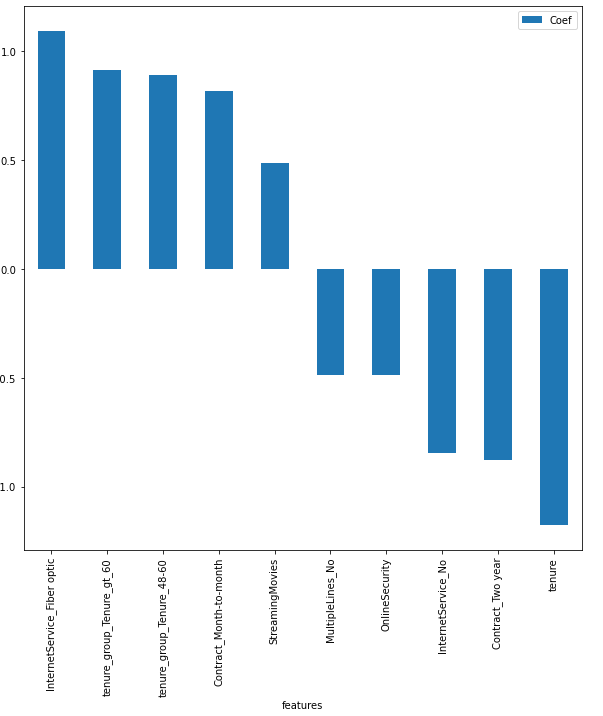 Coef
1.0
0.5
0.0
0.5
1.0
InternetService_Fiber optic
tenure_group_Tenure_gt_60
tenure_group_Tenure_48-60
Contract_Month-to-month
StreamingMovies
MultipleLines_No
OnlineSecurity
InternetService_No
Contract_Two year
tenure
features